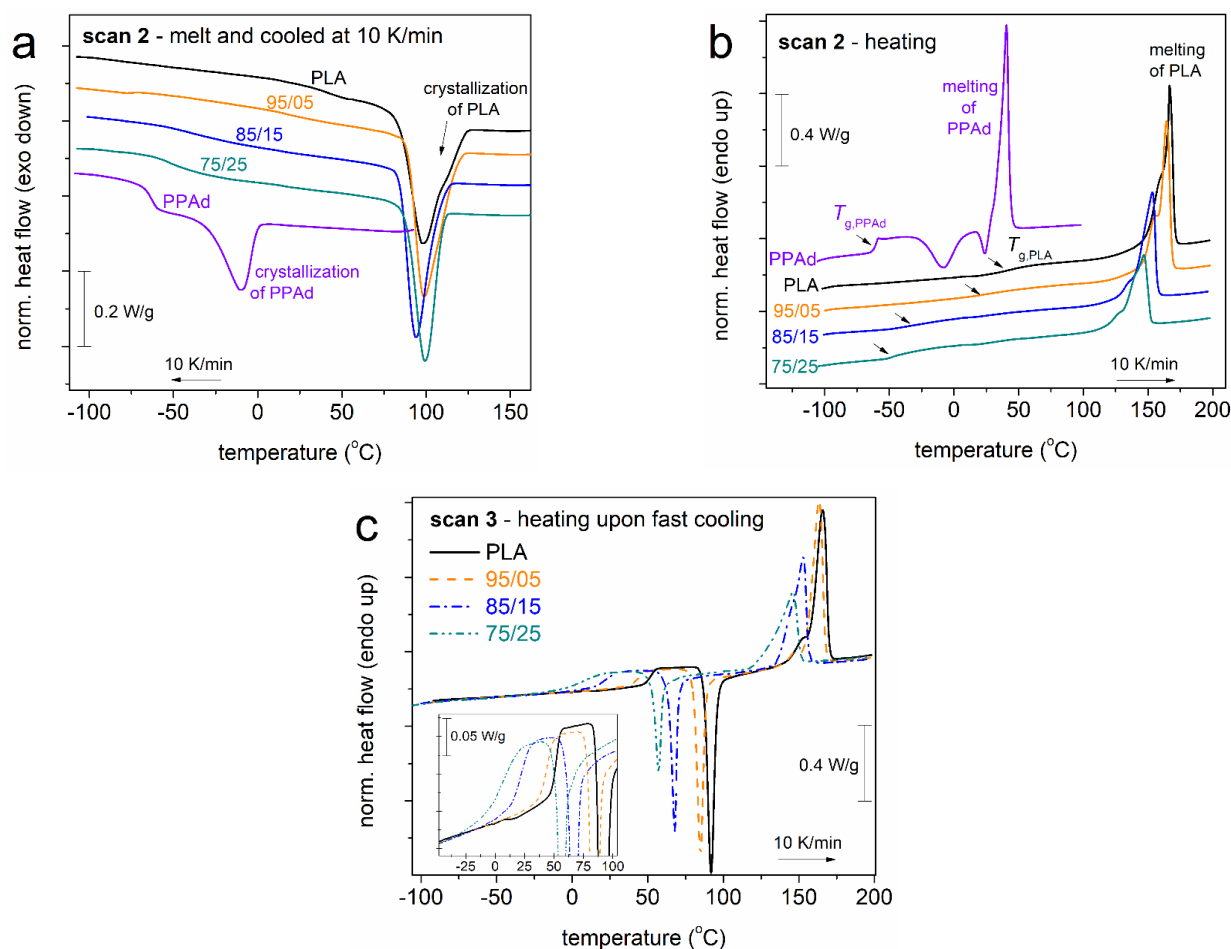 a
scan 2 - melt and cooled at 10 K/min
PLA
95/05
85/15
75/25
PPAd
crystallization
of PLA
crystallization
of PPAd
0.2 W/g
10 K/min
norm. heat flow (exo down)
-100 -50 0 50 100 150
temperature (°C)
b
scan 2 - heating
melting
of PLA
0.4 W/g
melting
of
PPAd
Tg,PPAd
Tg,PLA
PPAd
PLA
95/05
85/15
75/25
10 K/min
norm. heat flow (endo up)
-100 -50 0 50 100 150 200
temperature (°C)
c
scan 3 - heating upon fast cooling
PLA
95/05
85/15
75/25
0.05 W/g
-25 0 25 50 75 100
0.4 W/g
10 K/min
norm. heat flow (endo up)
-100 -50 0 50 100 150 200
temperature (°C)